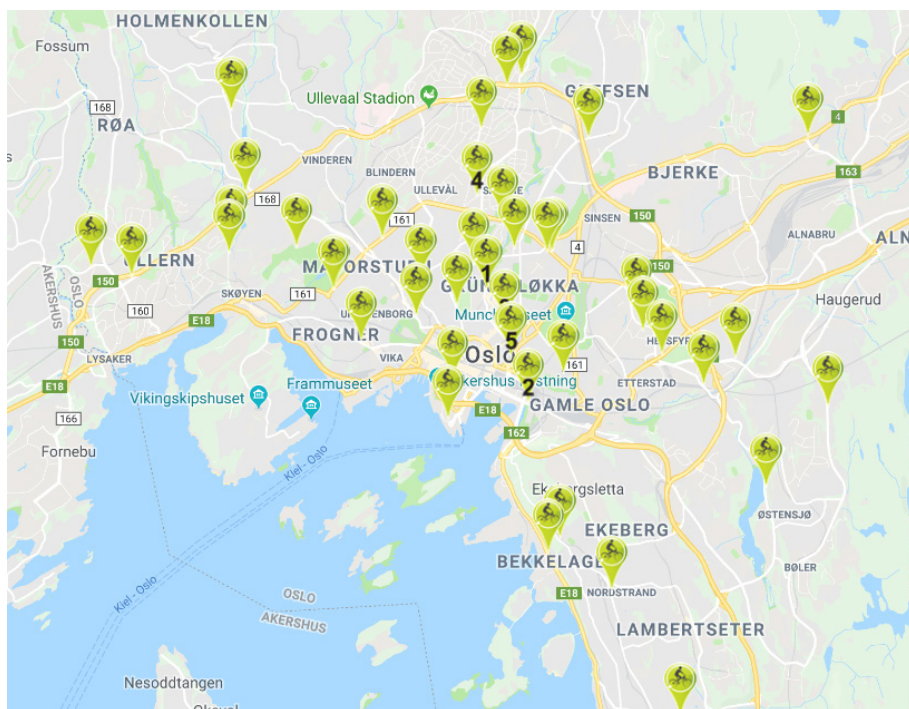 HOLMENKOLLEN
Fossum
168
RØA
Ullevaal Stadion
GREFSEN
4
VINDEREN
BLINDERN
ULLEVÅL
4
BJERKE
163
168
161
SINSEN
150
ALNABRU
4
ULLERN
MAJORSTUEN
1
150
150
AKERSHUS
OSLO
SKØYEN
161
GRÜNERLØKKA
Haugerud
160
E18
FROGNER
Munchmuseet
5
150
LYSAKER
VIKA
Oslo
161
ETTERSTAD
E18
Vikingskipshuset
Frammuseet
2
GAMLE OSLO
166
E18
162
Fornebu
Kiel - Oslo
Ekebergsletta
ØSTENSJØ
EKEBERG
BØLER
Kiel - Oslo
OSLO
AKERSHUS
E18
NORDSTRAND
LAMBERTSETER
Nesoddtangen